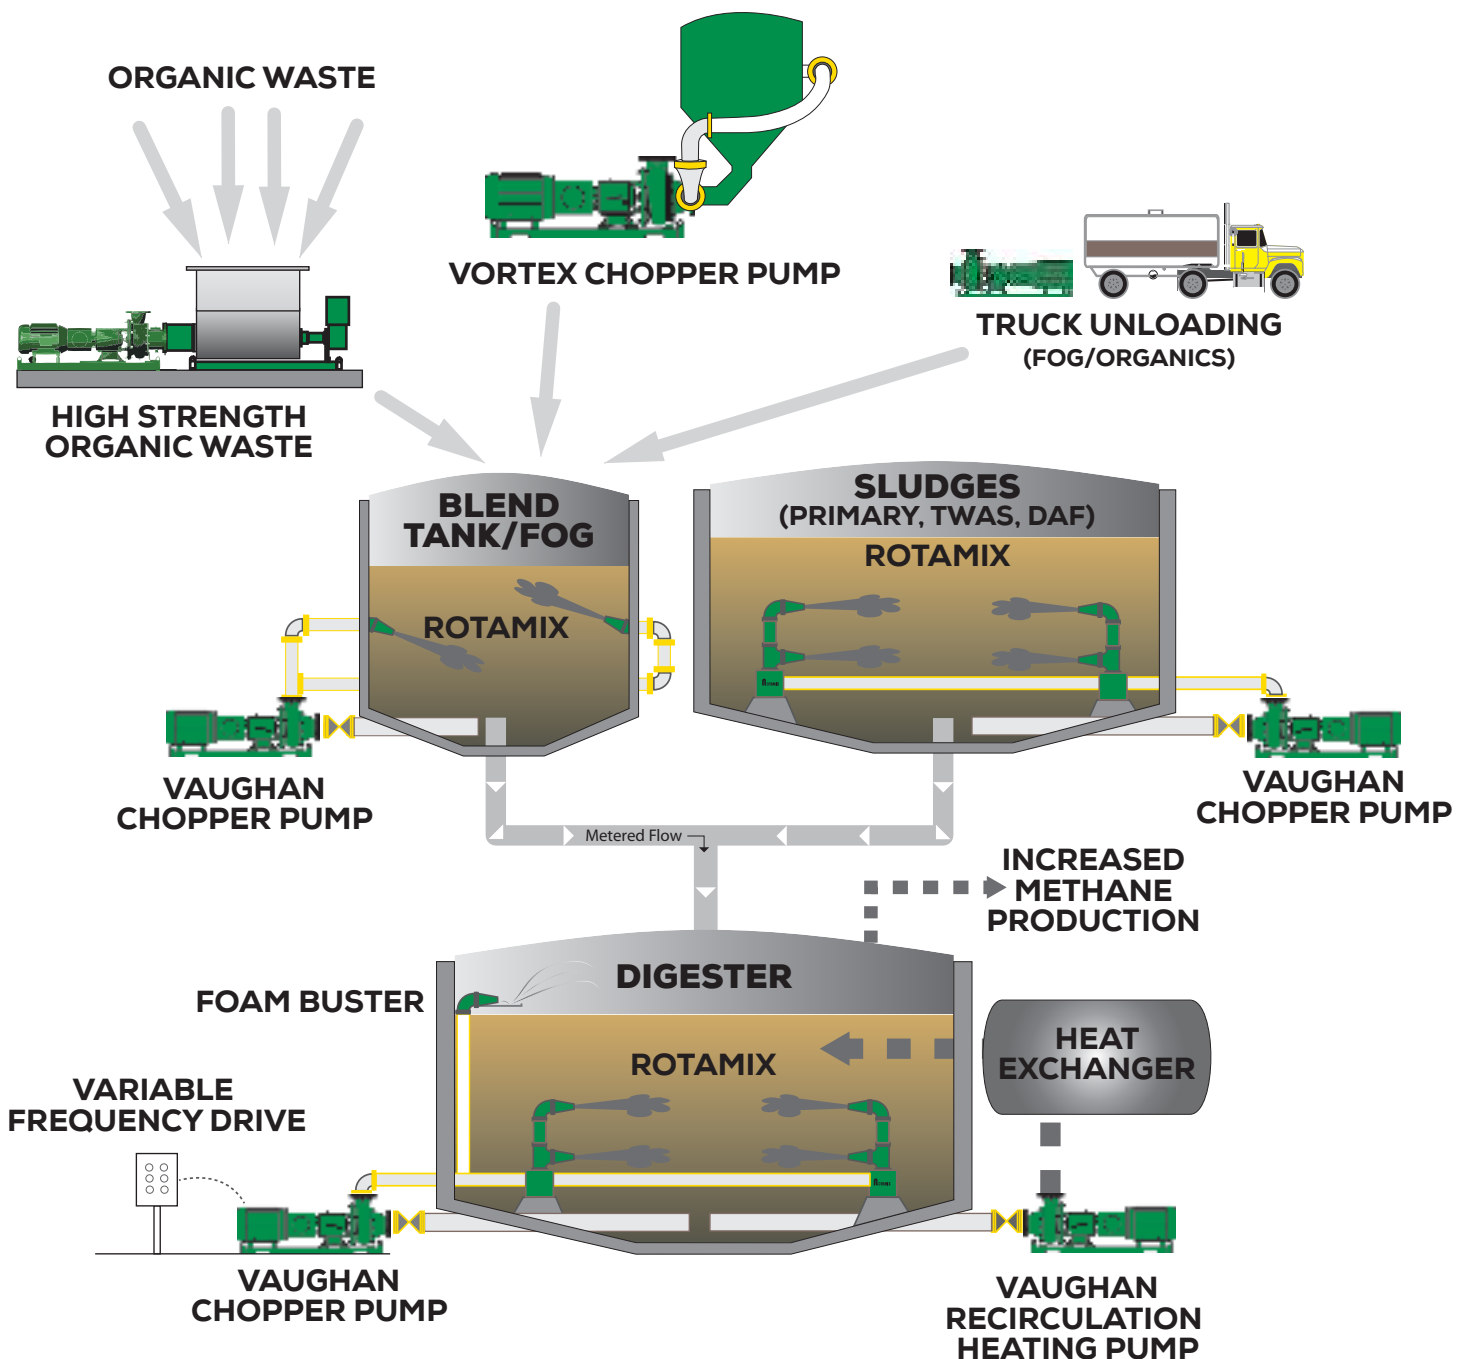 ORGANIC WASTE
VORTEX CHOPPER PUMP
TRUCK UNLOADING
(FOG/ORGANICS)
HIGH STRENGTH
ORGANIC WASTE
BLEND
TANK/FOG
ROTAMIX
SLUDGES
(PRIMARY, TWAS, DAF)
ROTAMIX
VAUGHAN
CHOPPER PUMP
VAUGHAN
CHOPPER PUMP
Metered Flow
INCREASED
METHANE
PRODUCTION
DIGESTER
FOAM BUSTER
ROTAMIX
HEAT
EXCHANGER
VARIABLE
FREQUENCY DRIVE
VAUGHAN
CHOPPER PUMP
VAUGHAN
RECIRCULATION
HEATING PUMP